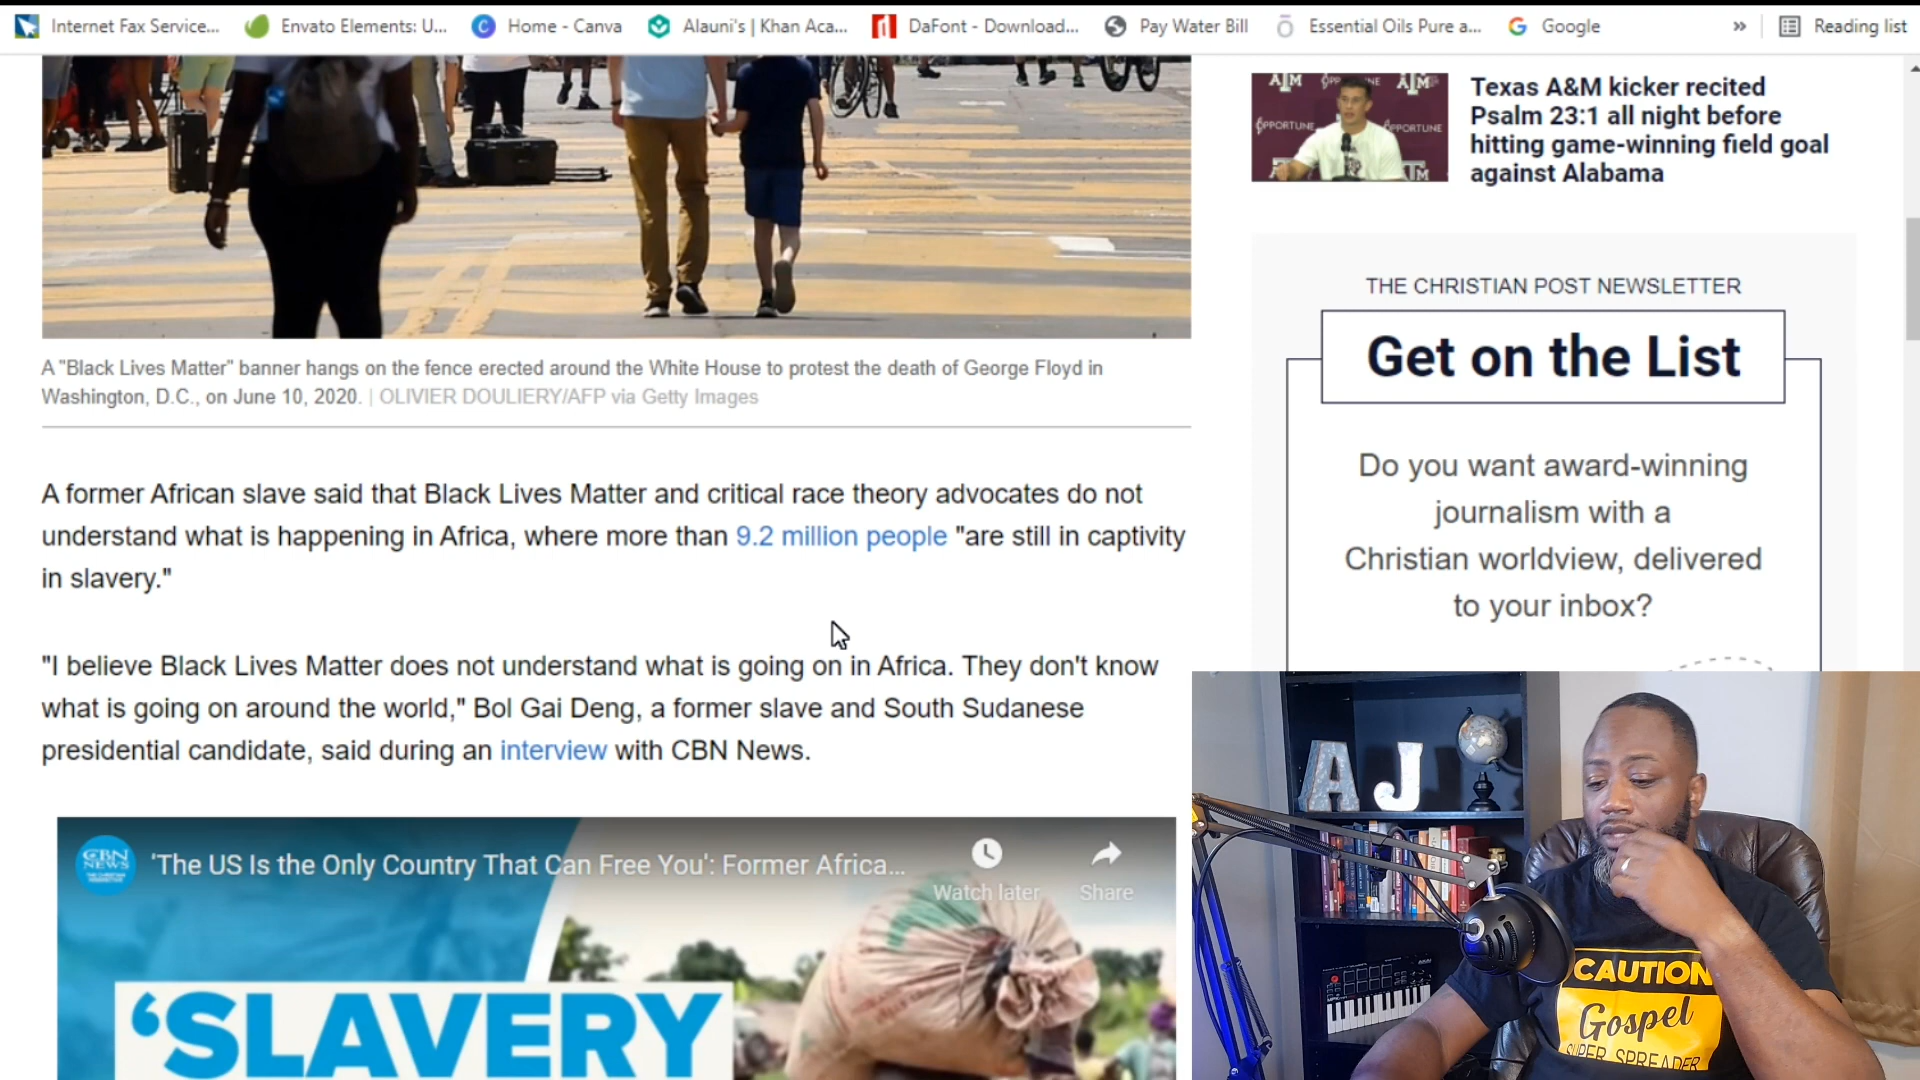 Internet Fax Service...
Envato Elements: U...
Home - Canva
Alauni's | Khan Aca...
DaFont - Download...
Pay Water Bill
Essential Oils Pure a...
Google
»
Reading list
A "Black Lives Matter" banner hangs on the fence erected around the White House to protest the death of George Floyd in
Washington, D.C., on June 10, 2020. | OLIVIER DOULIERY/AFP via Getty Images
A former African slave said that Black Lives Matter and critical race theory advocates do not
understand what is happening in Africa, where more than 9.2 million people "are still in captivity
in slavery."
"I believe Black Lives Matter does not understand what is going on in Africa. They don't know
what is going on around the world," Bol Gai Deng, a former slave and South Sudanese
presidential candidate, said during an interview with CBN News.
CBN
NEWS
'The US Is the Only Country That Can Free You': Former Africa...
Watch later
Share
‘SLAVERY
ATM
ATM
OPPORTUNE
OPPORTUNE
ATM
Texas A&M kicker recited
Psalm 23:1 all night before
hitting game-winning field goal
against Alabama
THE CHRISTIAN POST NEWSLETTER
Get on the List
Do you want award-winning
journalism with a
Christian worldview, delivered
to your inbox?
AJ
CAUTION
Gospel
SUPER SPREADER